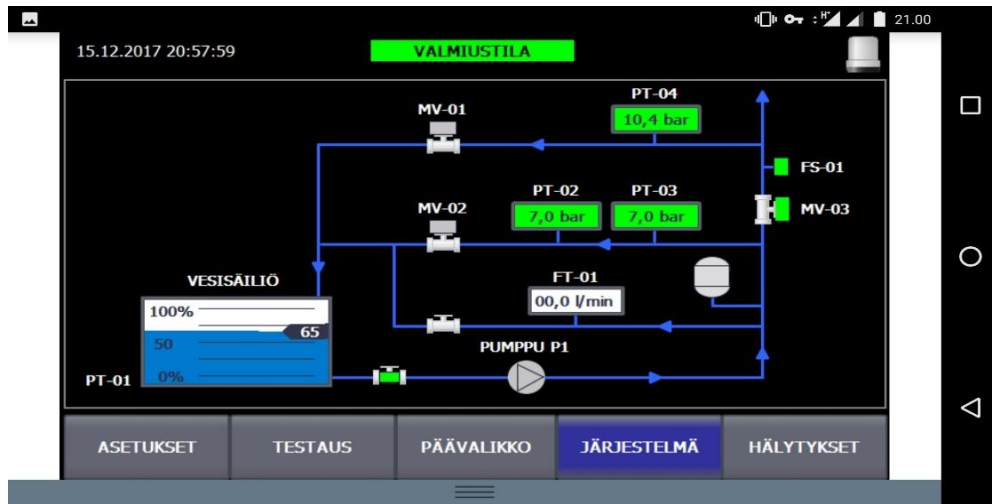 21.00
15.12.2017 20:57:59
VALMIUSTILA
PT-04
10,4 bar
MV-01
FS-01
PT-02
PT-03
MV-02
7,0 bar
7,0 bar
MV-03
FT-01
00,0 l/min
VESISÄILIÖ
100%
65
50
0%
PT-01
PUMPPU P1
ASETUKSET
TESTAUS
PÄÄVALIKKO
JÄRJESTELMÄ
HÄLYTYKSET